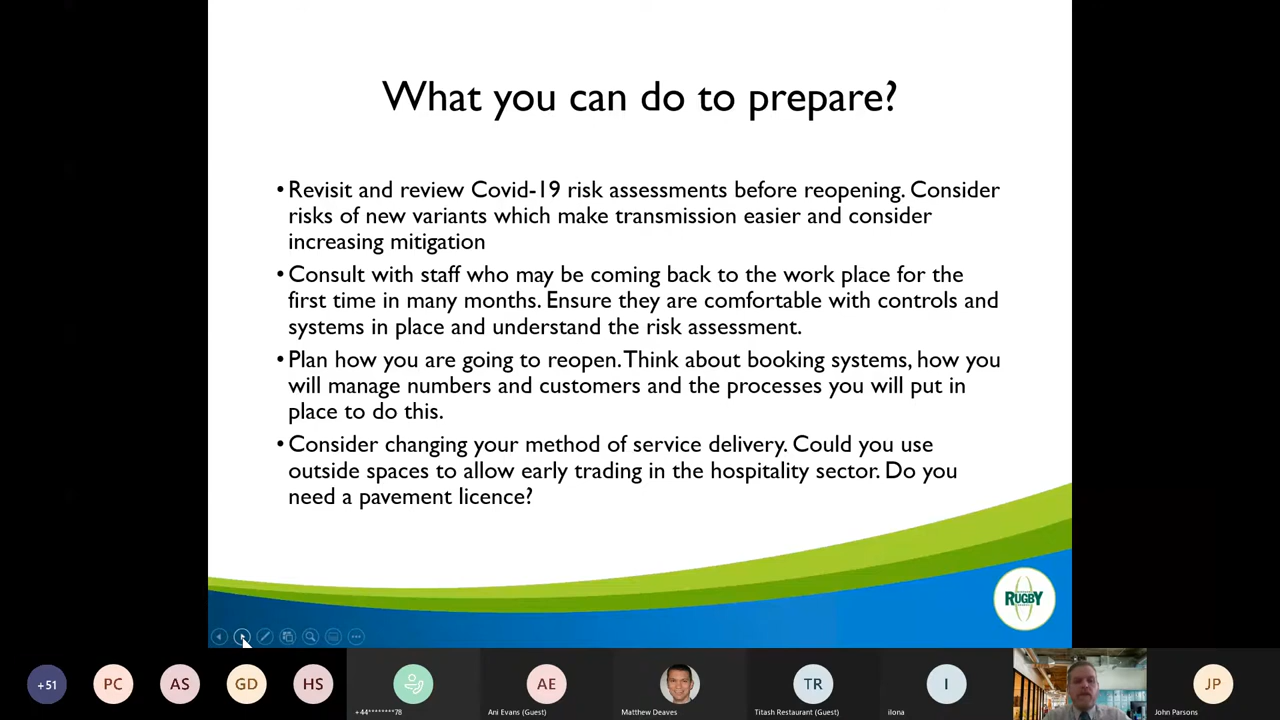 What you can do to prepare?
•Revisit and review Covid-19 risk assessments before reopening. Consider
risks of new variants which make transmission easier and consider
increasing mitigation
•Consult with staff who may be coming back to the work place for the
first time in many months. Ensure they are comfortable with controls and
systems in place and understand the risk assessment.
•Plan how you are going to reopen. Think about booking systems, how you
will manage numbers and customers and the processes you will put in
place to do this.
•Consider changing your method of service delivery. Could you use
outside spaces to allow early trading in the hospitality sector. Do you
need a pavement licence?
RUGBY
+51
PC
AS
GD
HS
AE
TR
I
JP
+44********78
Ani Evans (Guest)
Matthew Deaves
Titash Restaurant (Guest)
ilona
John Parsons